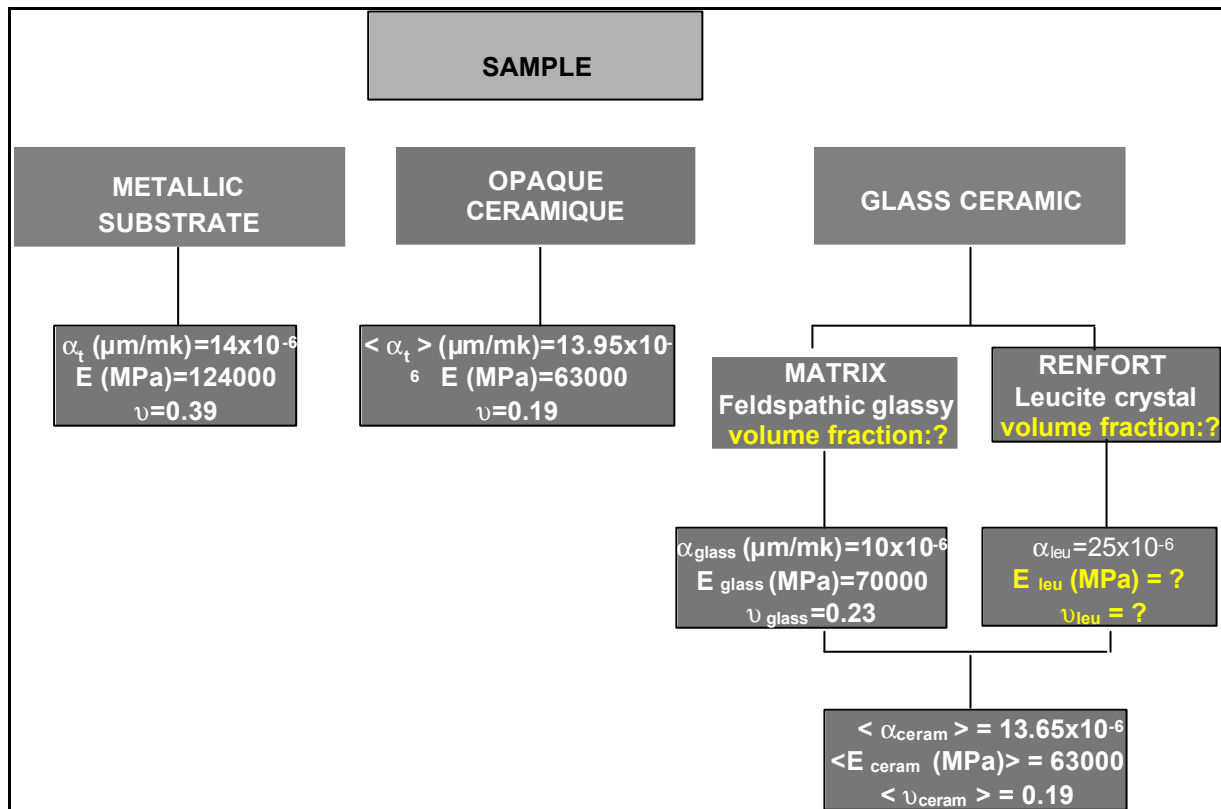 SAMPLE
METALLIC
SUBSTRATE
OPAQUE
CERAMIQUE
GLASS CERAMIC
αt (µm/mk)=14x10-6
E (MPa)=124000
υ=0.39
< αt > (µm/mk)=13.95x10-
6 E (MPa)=63000
υ=0.19
MATRIX
Feldspathic glassy
volume fraction:?
RENFORT
Leucite crystal
volume fraction:?
αglass (µm/mk)=10x10-6
E glass (MPa)=70000
υ glass =0.23
αleu=25x10-6
E leu (MPa) = ?
υleu = ?
< αceram > = 13.65x10-6
<E ceram (MPa)> = 63000
< υceram > = 0.19